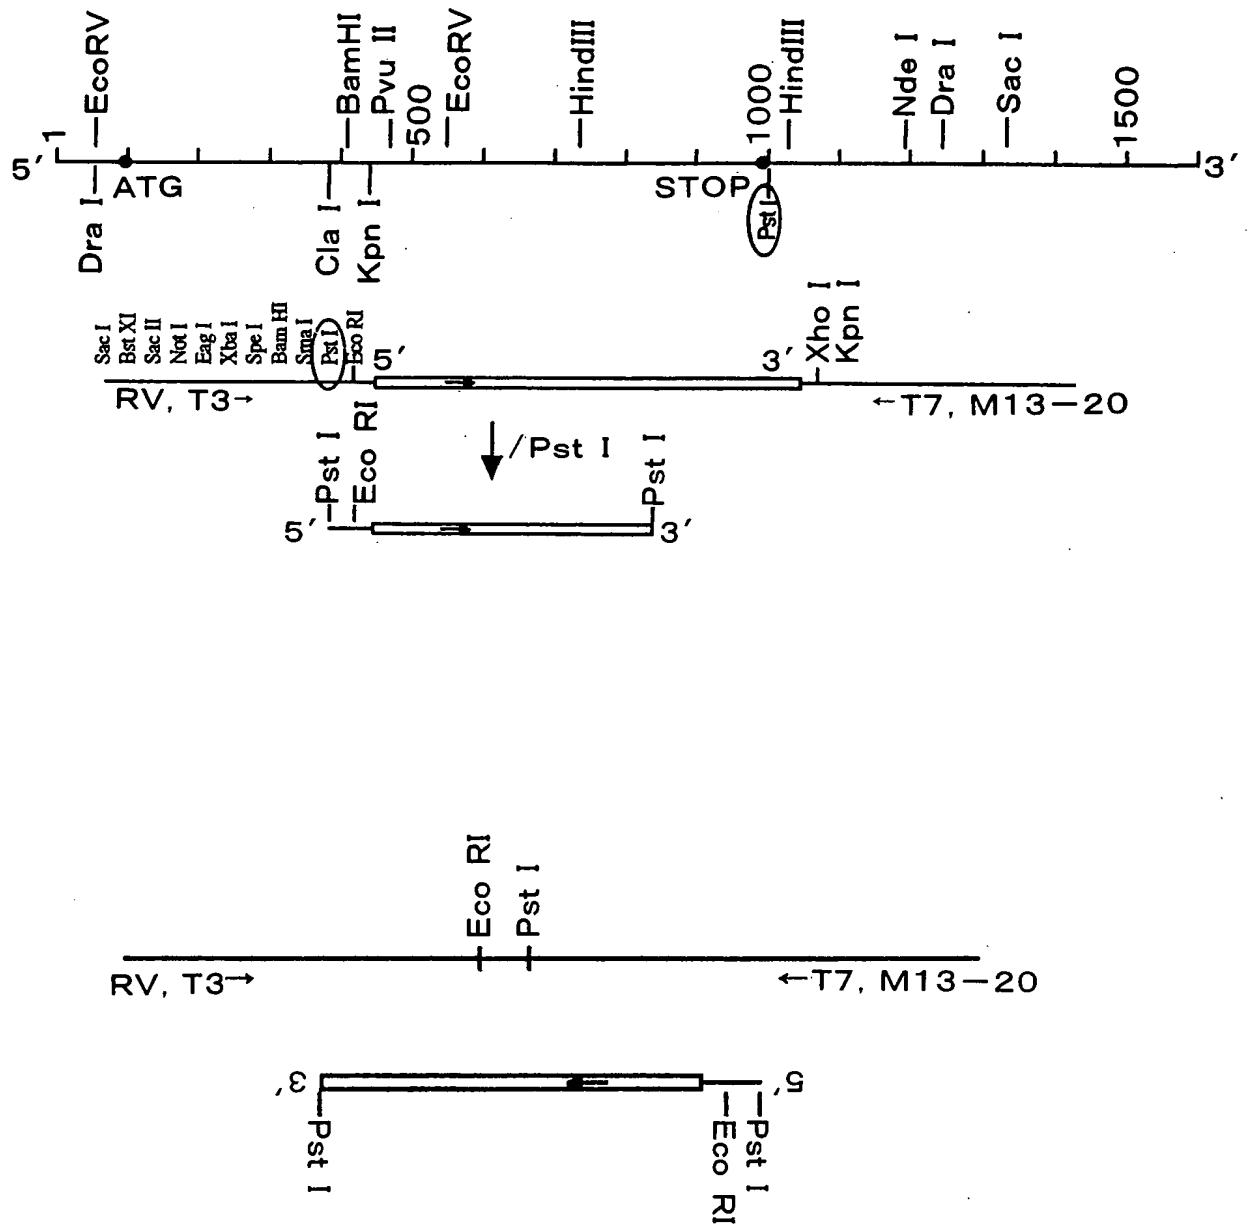 1 EcoRV BamHI Pvu II 500 EcoRV HindIII 1000 HindIII Nde I Dra I Sac I 1500
5′ 3′
ATG STOP
Dra I Cla I Kpn I Pst I
Sac I Bst XI Sac II Not I Eag I Xba I Spe I Bam HI Sma I Pst I Eco RI 5′ 3′ Xho I Kpn I
RV, T3→ ←T7, M13-20
/Pst I
Pst I Eco RI Pst I
5′ 3′
Eco RI Pst I
RV, T3→ ←T7, M13-20
3′ 5′
Pst I Eco RI Pst I